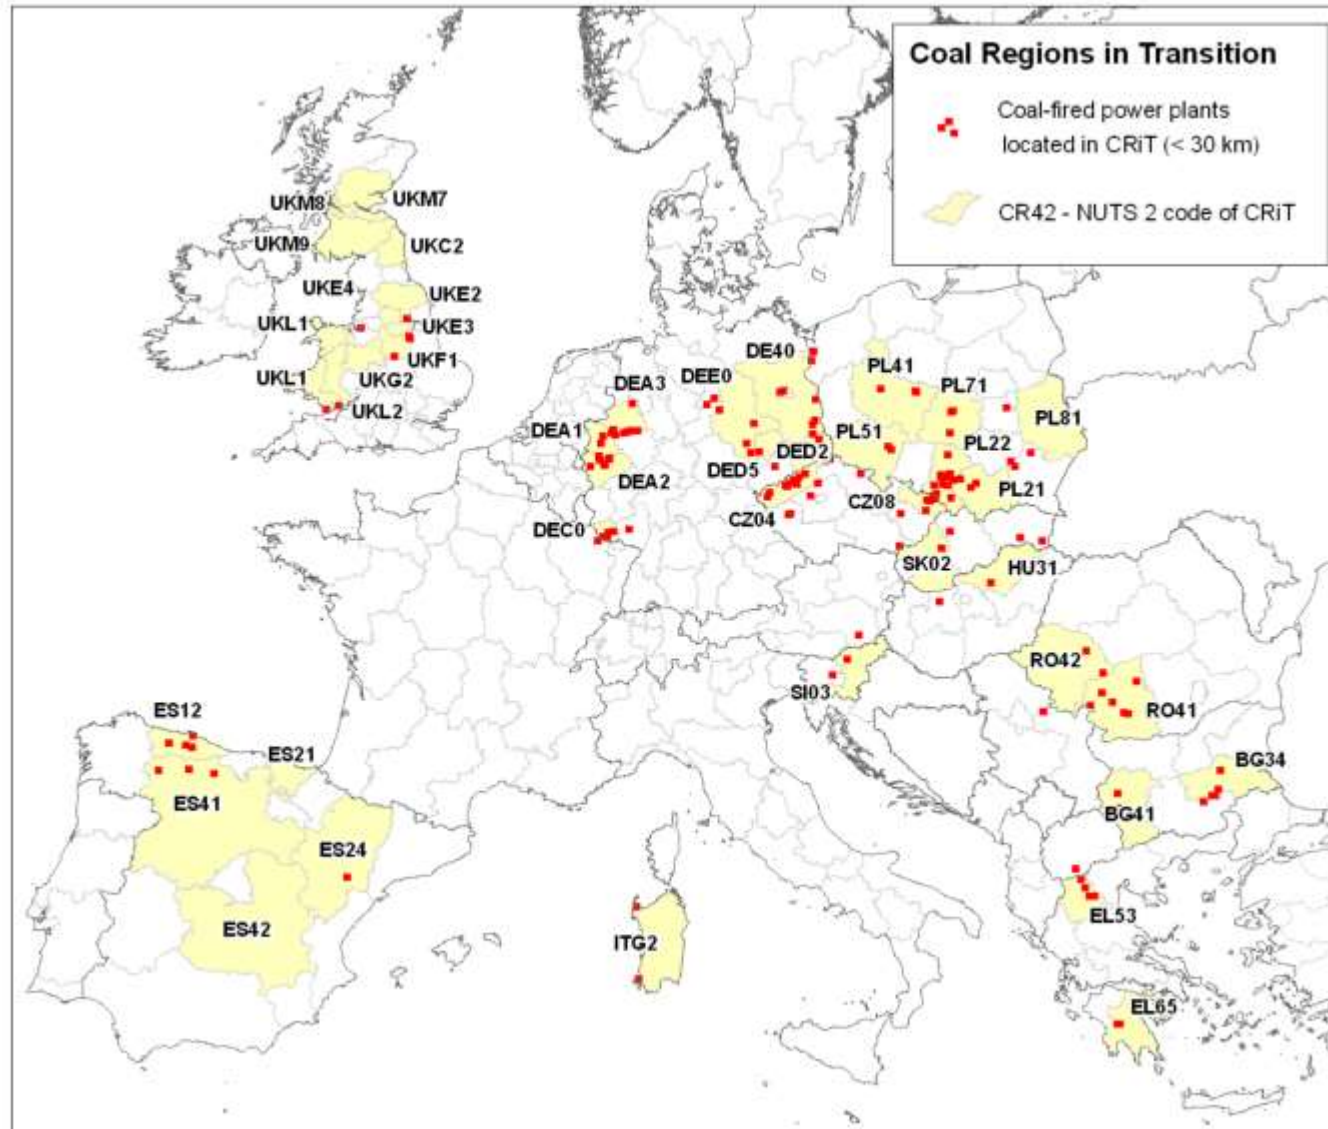 Coal Regions in Transition
Coal-fired power plants
located in CRiT (< 30 km)
CR42 - NUTS 2 code of CRiT
UKM8
UKM7
UKM9
UKC2
UKE4
UKE2
UKL1
UKE3
UKF1
UKL1
UKG2
UKL2
DE40
DEE0
DEA3
DEA1
DED2
DED5
DEA2
DEC0
PL41
PL71
PL81
PL51
PL22
PL21
CZ08
CZ04
SK02
HU31
RO42
SI03
RO41
ES12
ES21
ES41
ES24
ES42
ITG2
BG34
BG41
EL53
EL65